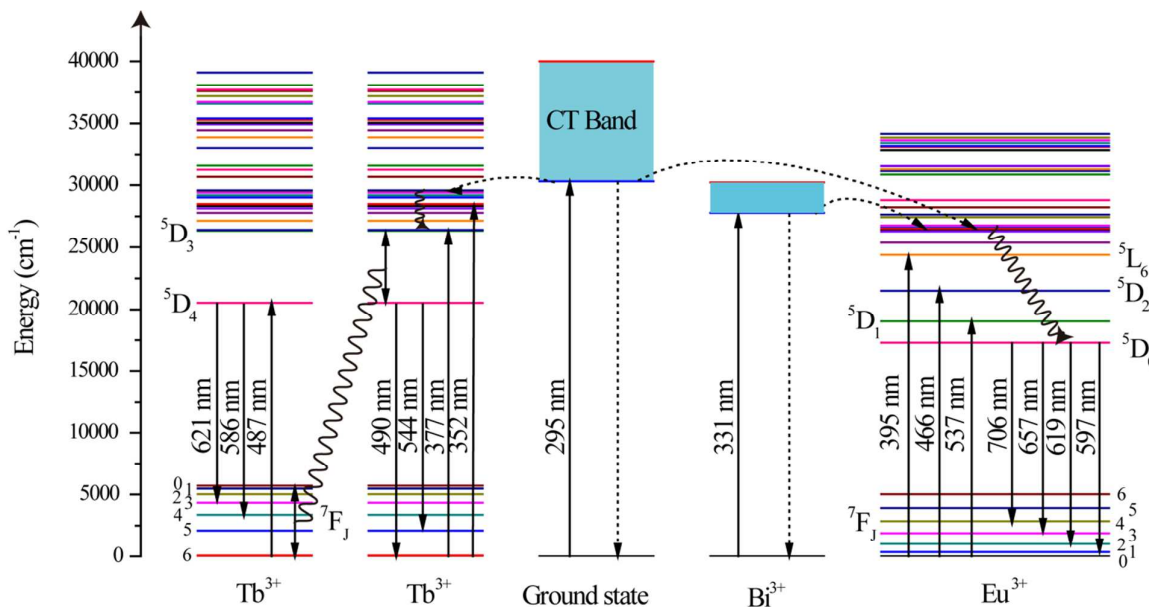 Energy (cm⁻¹)
40000
35000
30000
25000
20000
15000
10000
5000
0
⁵D₃
⁵D₄
621 nm
586 nm
487 nm
0
1
2
3
4
5
6
⁷F_J
490 nm
544 nm
377 nm
352 nm
CT Band
295 nm
331 nm
⁵L₆
⁵D₂
⁵D₁
⁵D
395 nm
466 nm
537 nm
706 nm
657 nm
619 nm
597 nm
⁷F_J
6
5
4
3
2
1
0
Tb³⁺
Tb³⁺
Ground state
Bi³⁺
Eu³⁺